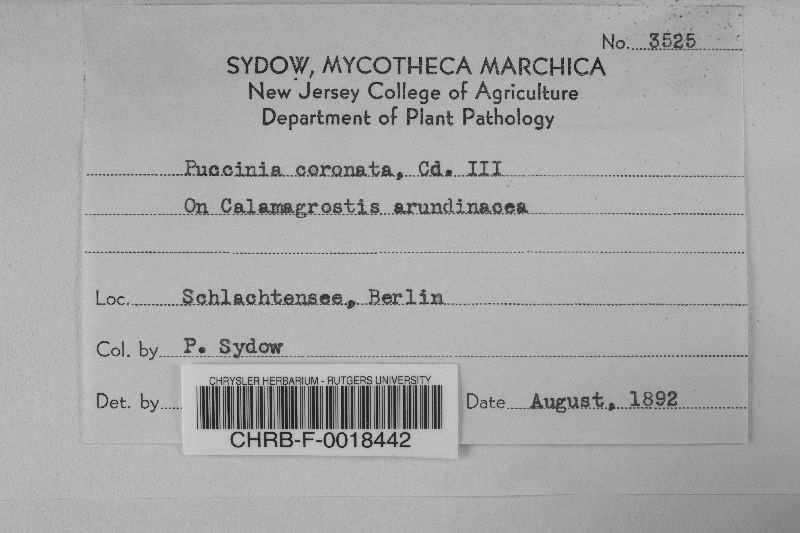 No. 3525
SYDOW, MYCOTHECA MARCHICA
New Jersey College of Agriculture
Department of Plant Pathology
Puccinia coronata, Cd. III
On Calamagrostis arundinacea
Loc. Schlachtensee, Berlin
Col. by P. Sydow
Det. by
Date August, 1892
CHRYSLER HERBARIUM - RUTGERS UNIVERSITY
CHRB-F-0018442